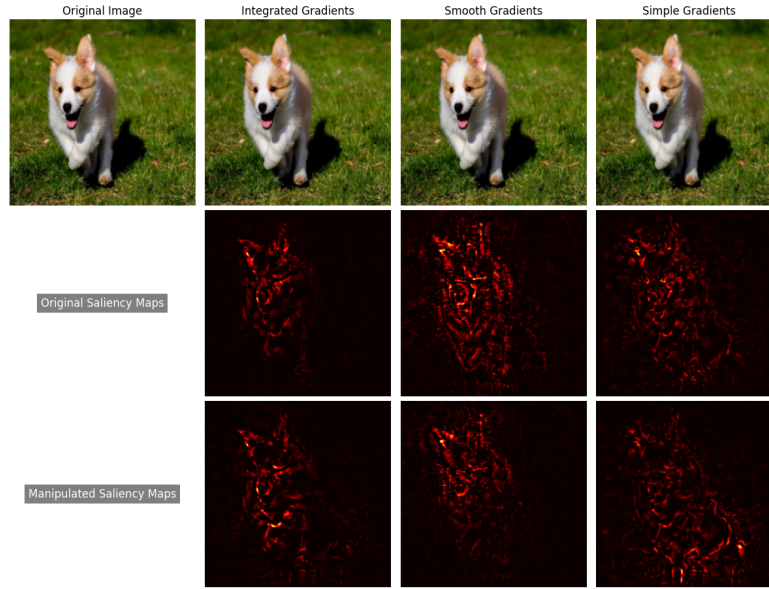 Original Image
Integrated Gradients
Smooth Gradients
Simple Gradients
Original Saliency Maps
Manipulated Saliency Maps